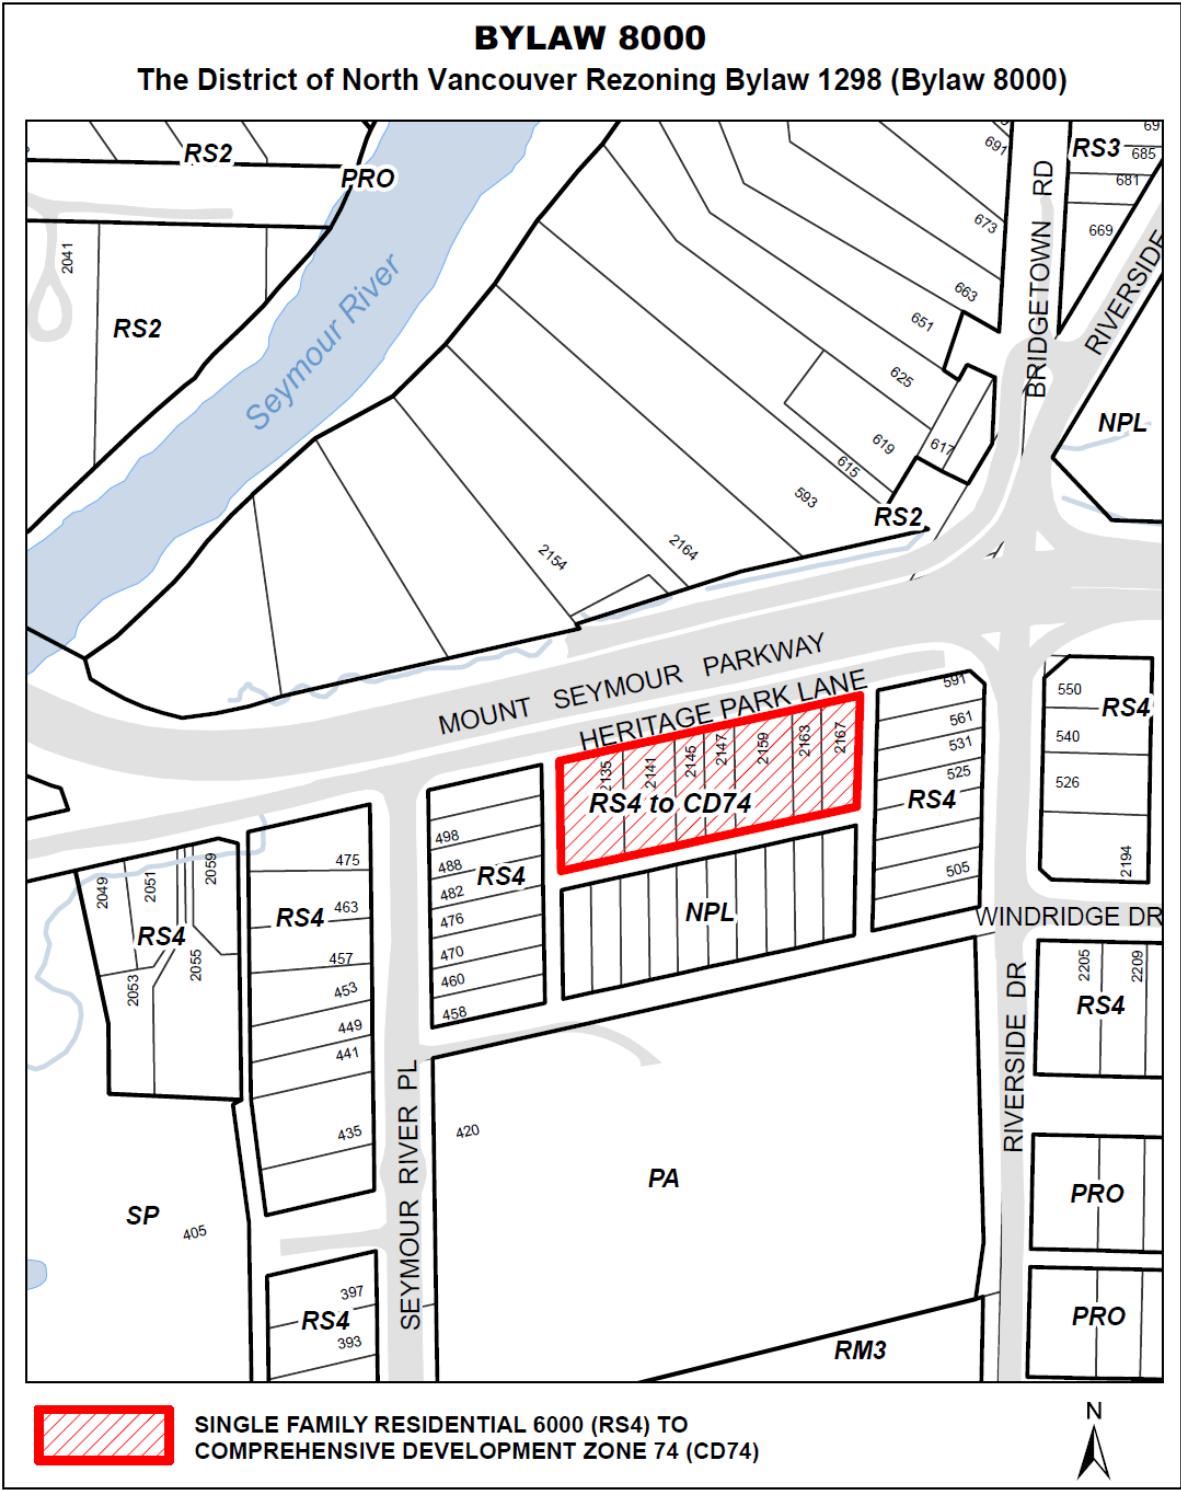 BYLAW 8000
The District of North Vancouver Rezoning Bylaw 1298 (Bylaw 8000)
RS2
PRO
691
RS3
69
685
681
669
673
2041
RS2
Seymour River
BRIDGETOWN RD
RIVERSIDE
663
651
625
NPL
619
617
615
593
RS2
2164
2154
MOUNT SEYMOUR PARKWAY
HERITAGE PARK LANE
591
561
531
525
RS4
505
550
RS4
540
526
2194
2135
2141
2145
2147
2159
2163
2167
RS4 to CD74
498
488
482
RS4
476
470
460
458
NPL
475
RS4
463
457
453
449
441
435
2049
2051
2059
RS4
2053
2055
WINDRIDGE DR
2205
2209
RS4
RIVERSIDE DR
SEYMOUR RIVER PL
420
PA
PRO
SP
405
397
RS4
393
PRO
RM3
SINGLE FAMILY RESIDENTIAL 6000 (RS4) TO
COMPREHENSIVE DEVELOPMENT ZONE 74 (CD74)
N